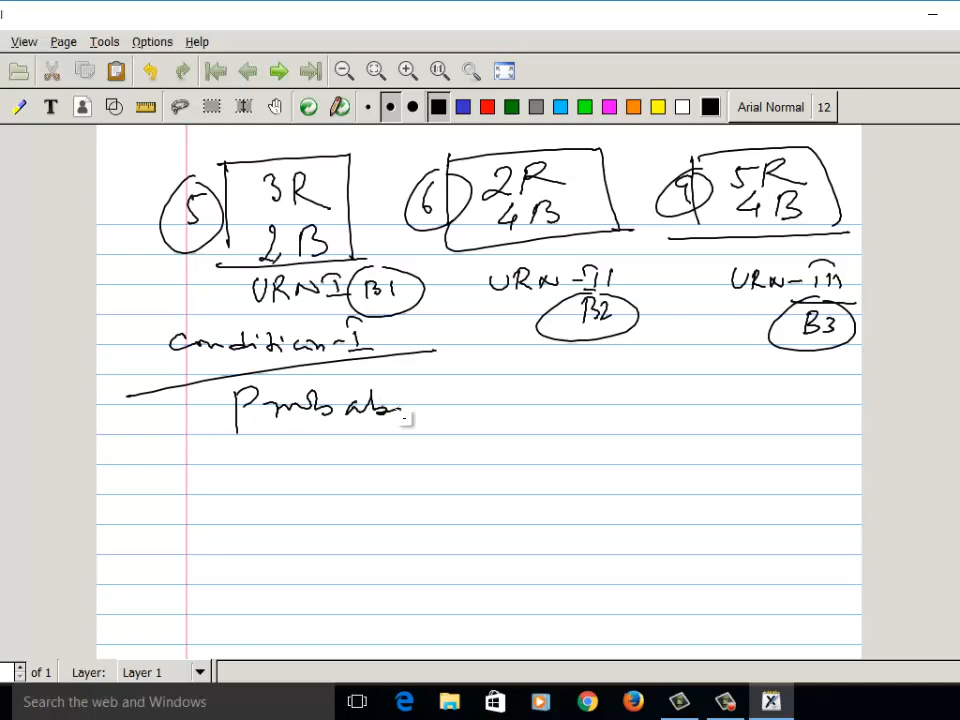 View Page Tools Options Help
T Arial Normal 12
5 3R 6 2R 9 5R
2B 4B 4B
URN I B1 URN - II URN - III
B2 B3
condition - I
Probab
of 1 Layer: Layer 1
Search the web and Windows